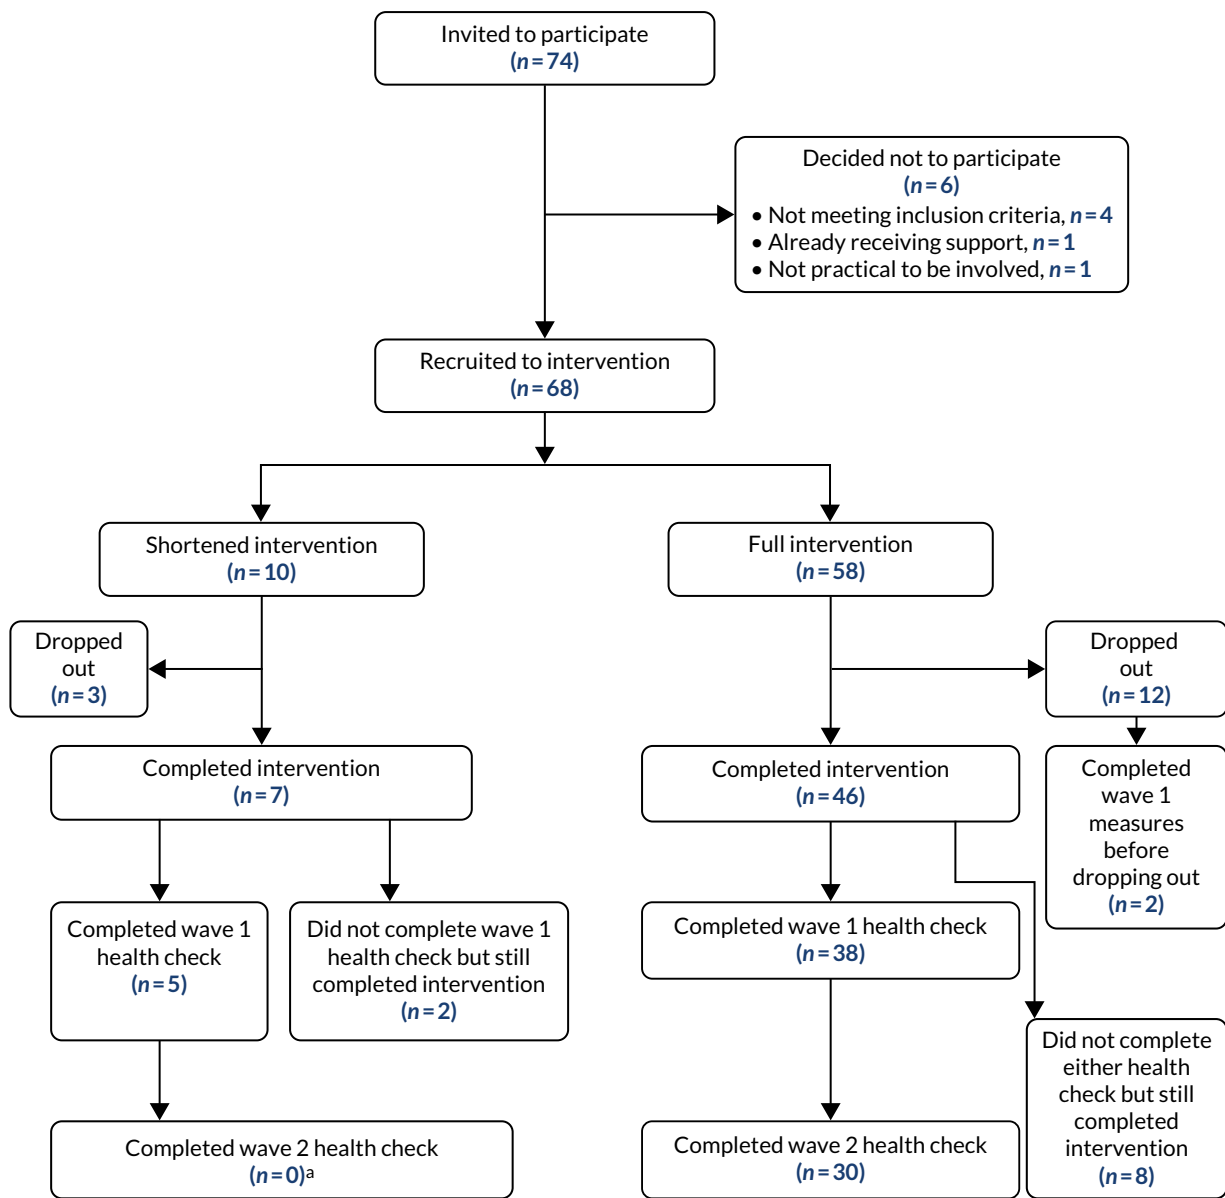 Invited to participate
(n = 74)
Decided not to participate
(n = 6)
• Not meeting inclusion criteria, n = 4
• Already receiving support, n = 1
• Not practical to be involved, n = 1
Recruited to intervention
(n = 68)
Shortened intervention
(n = 10)
Full intervention
(n = 58)
Dropped
out
(n = 3)
Dropped
out
(n = 12)
Completed intervention
(n = 7)
Completed intervention
(n = 46)
Completed
wave 1
measures
before
dropping out
(n = 2)
Completed wave 1
health check
(n = 5)
Did not complete wave 1
health check but still
completed intervention
(n = 2)
Completed wave 1 health check
(n = 38)
Did not complete
either health
check but still
completed
intervention
(n = 8)
Completed wave 2 health check
(n = 0)a
Completed wave 2 health check
(n = 30)